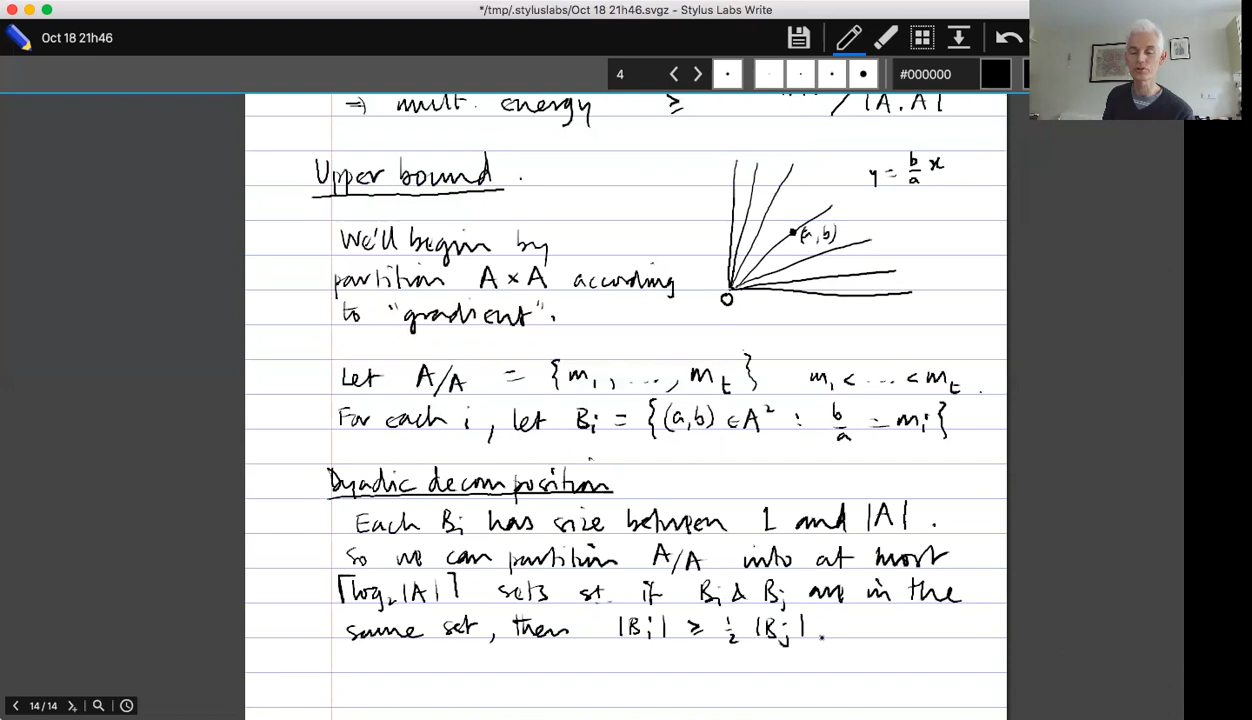 */tmp/.styluslabs/Oct 18 21h46.svgz - Stylus Labs Write
Oct 18 21h46
4
#000000
⇒ mult. energy ≥ / |A.A|
Upper bound.
y = b/a x
We'll begin by
(a,b)
partition A × A according
O
to "gradient".
Let A/A = {m₁, ..., m_t} m₁ < ... < m_t.
For each i, let Bᵢ = {(a,b) ∈ A² : b/a = mᵢ}
Dyadic decomposition
Each Bᵢ has size between 1 and |A|.
So we can partition A/A into at most
⌈log₂|A|⌉ sets st. if Bᵢ & Bⱼ are in the
same set, then |Bᵢ| ≥ ½ |Bⱼ|.
14/14